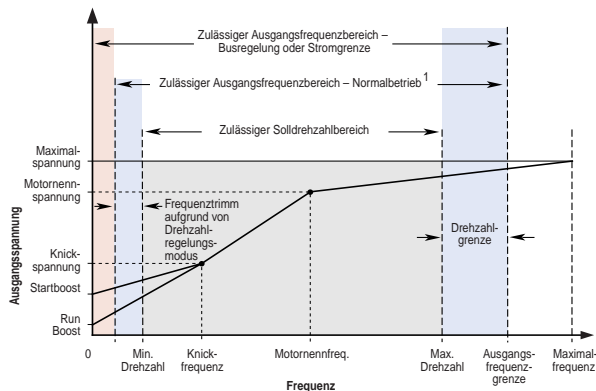 Zulässiger Ausgangsfrequenzbereich –
Busregelung oder Stromgrenze
Zulässiger Ausgangsfrequenzbereich – Normalbetrieb 1
Zulässiger Solldrehzahlbereich
Maximal-
spannung
Motornenn-
spannung
Frequenztrimm
aufgrund von
Drehzahl-
regelungs-
modus
Drehzahl-
grenze
Ausgangsspannung
Knick-
spannung
Startboost
Run
Boost
0
Min.
Drehzahl
Knick-
frequenz
Motornennfreq.
Max.
Drehzahl
Ausgangs-
frequenz-
grenze
Maximal-
frequenz
Frequenz